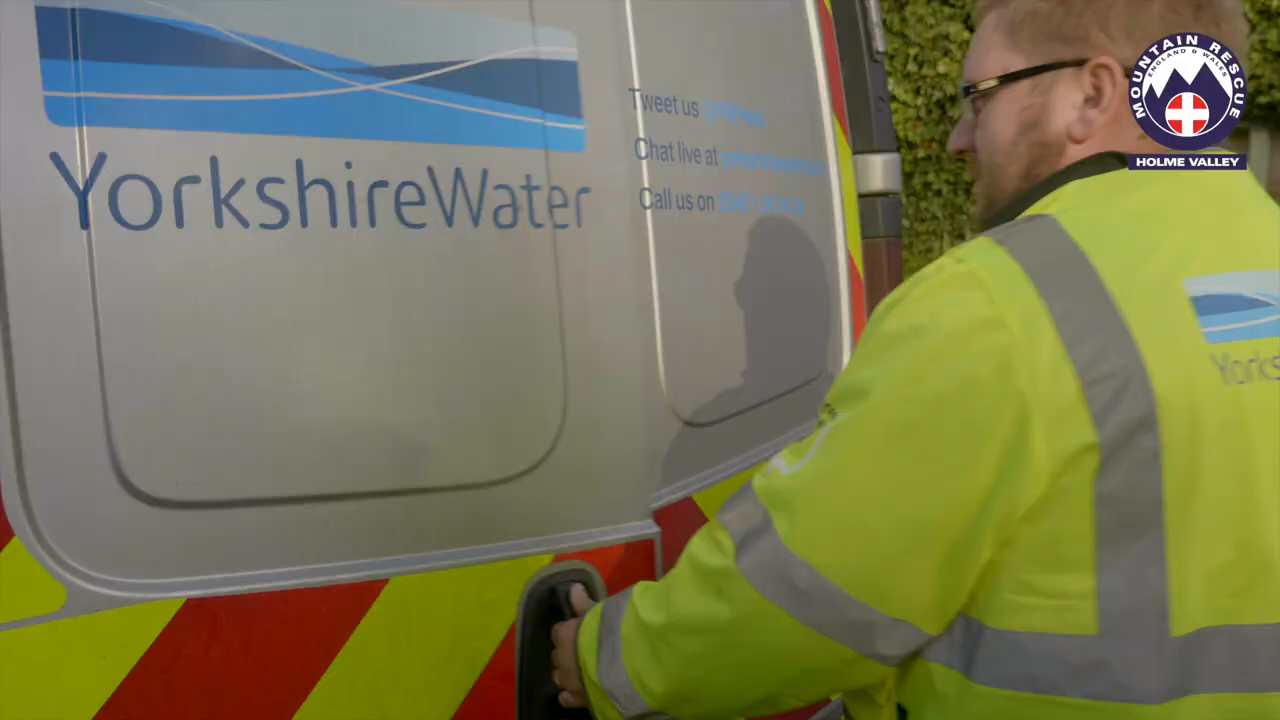 YorkshireWater
Tweet us
Chat live at
Call us on
MOUNTAIN RESCUE
ENGLAND & WALES
HOLME VALLEY
Yorks